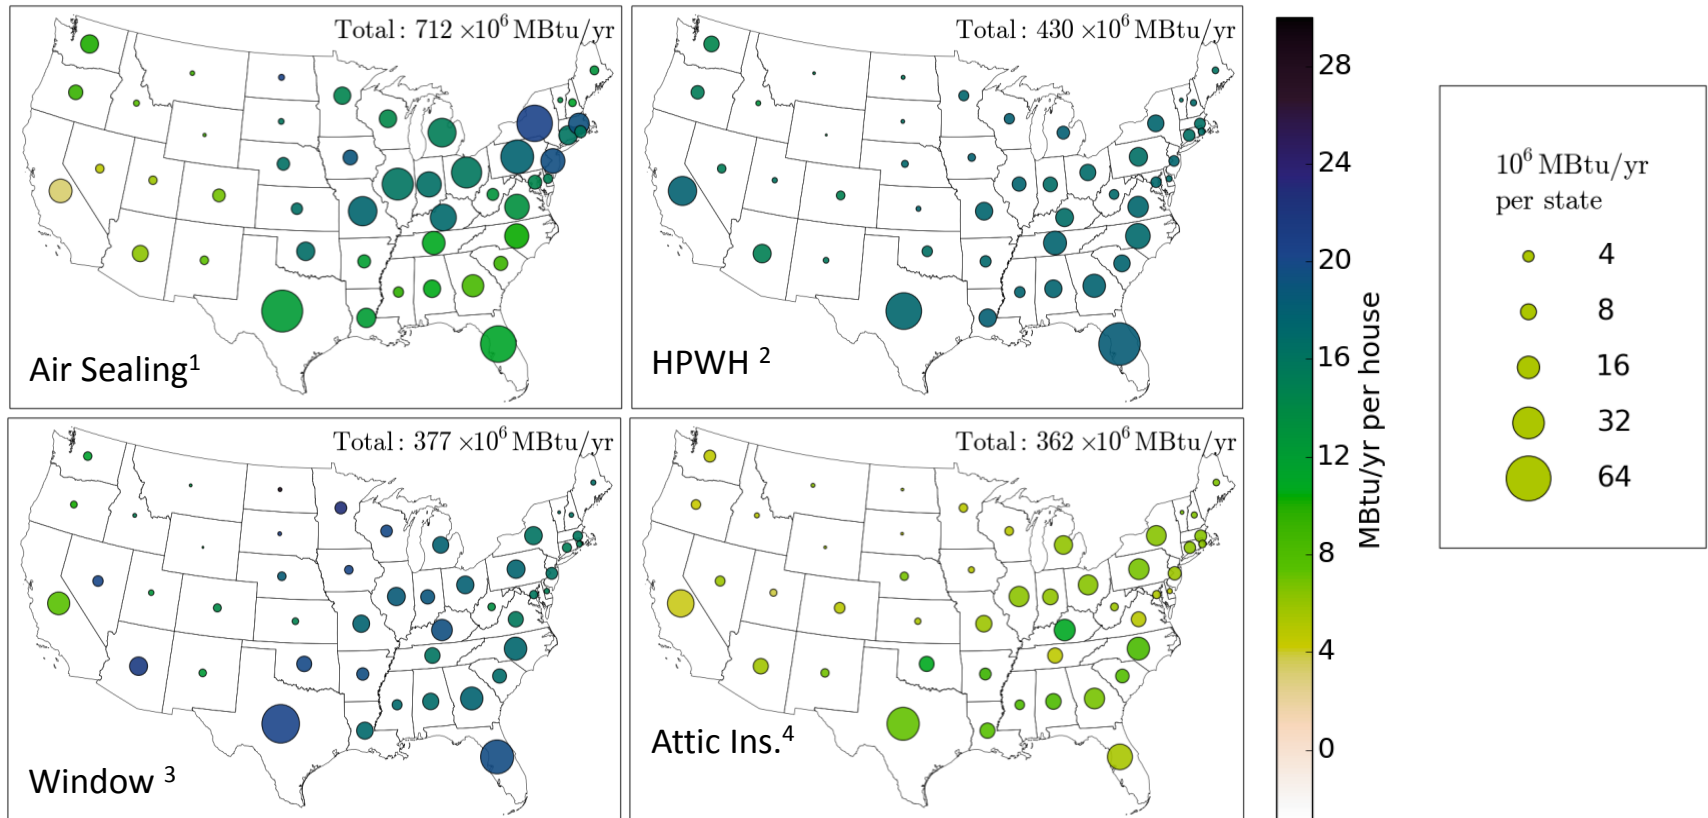 Total : 712 ×10⁶ MBtu/yr
Air Sealing¹
Total : 430 ×10⁶ MBtu/yr
HPWH ²
Total : 377 ×10⁶ MBtu/yr
Window ³
Total : 362 ×10⁶ MBtu/yr
Attic Ins.⁴
28
24
20
16
12
8
4
0
MBtu/yr per house
10⁶ MBtu/yr
per state
4
8
16
32
64